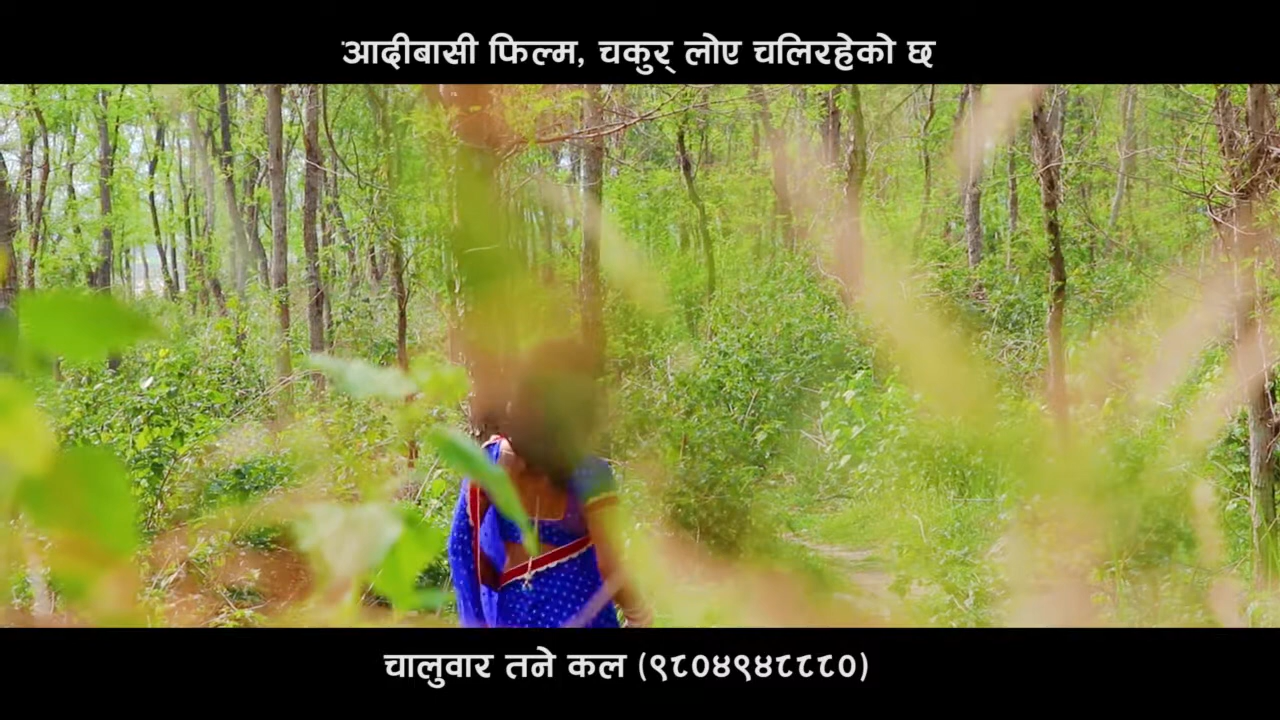 आदीबासी फिल्म, चकुर् लोए चलिरहेको छ
चालुवार तने कल (९८०४९४८८८०)